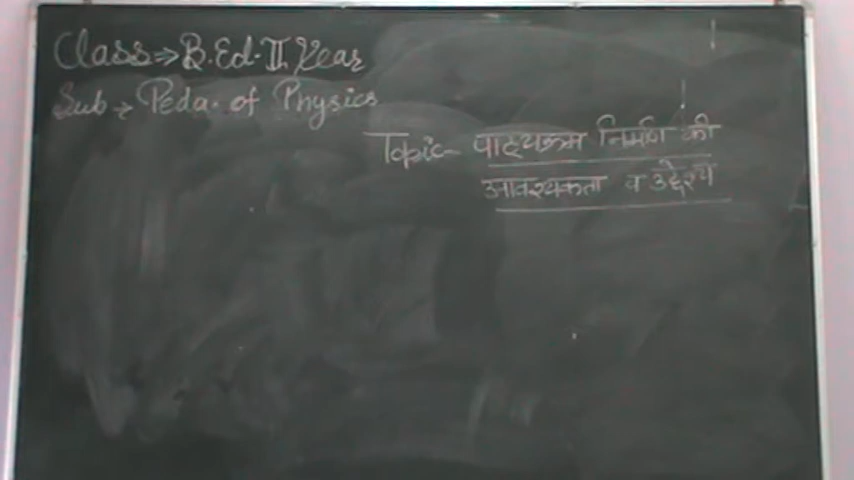 Class⇒B.Ed.II Year
Sub → Peda. of Physics
Topic- पाठ्यक्रम निर्माण की
आवश्यकता व उद्देश्य